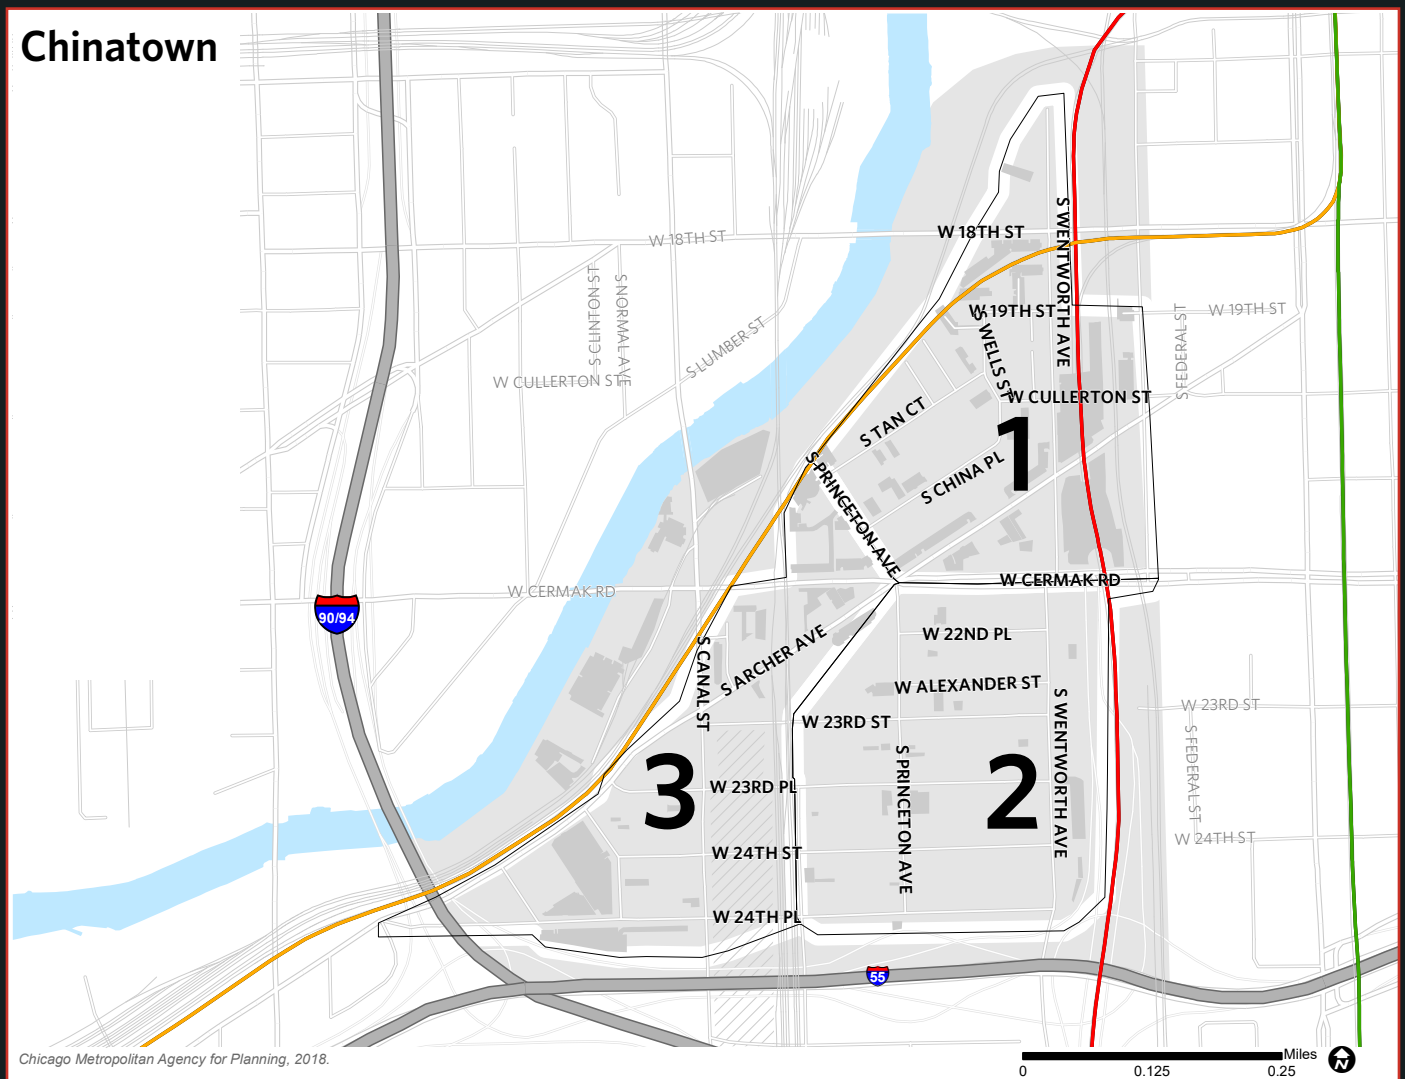 Chinatown
W 18TH ST
W 18TH ST
S WENTWORTH AVE
S CLINTON ST
S NORMAL AVE
S LUMBER ST
W CULLERTON ST
W 19TH ST
S WELLS ST
S FEDERAL ST
W 19TH ST
W CULLERTON ST
S TAN CT
1
S CHINA PL
S PRINCETON AVE
W CERMAK RD
W CERMAK RD
90/94
W 22ND PL
S ARCHER AVE
S CANAL ST
W ALEXANDER ST
S WENTWORTH AVE
W 23RD ST
W 23RD ST
S FEDERAL ST
3
W 23RD PL
S PRINCETON AVE
2
W 24TH ST
W 24TH ST
W 24TH PL
55
Chicago Metropolitan Agency for Planning, 2018.
Miles
0 0.125 0.25
N